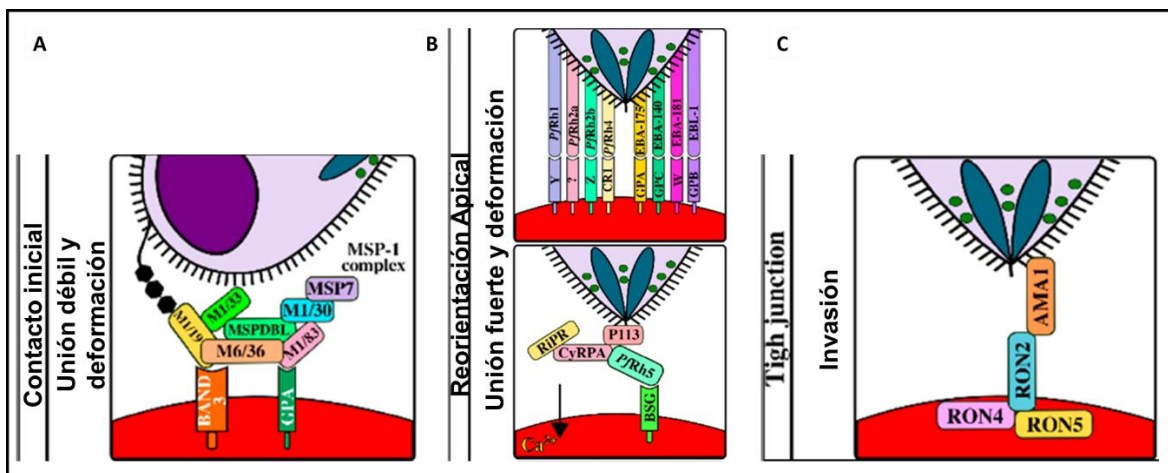 A
Contacto inicial
Unión débil y
deformación
MSP-1
complex
MSP7
M1/33
M1/30
M1/19
MSPDBL
M6/36
M1/83
BAND
3
GPA
B
Reorientación Apical
Unión fuerte y deformación
PfRh1
PfRh2a
PfRh2b
PfRh4
EBA-175
EBA-140
EBA-181
EBL-1
Y
?
Z
CR1
GPA
GPC
W
GPB
RiPR
P113
CyRPA
PfRh5
BSG
Ca²⁺
C
Tigh junction
Invasión
AMA1
RON2
RON4
RON5